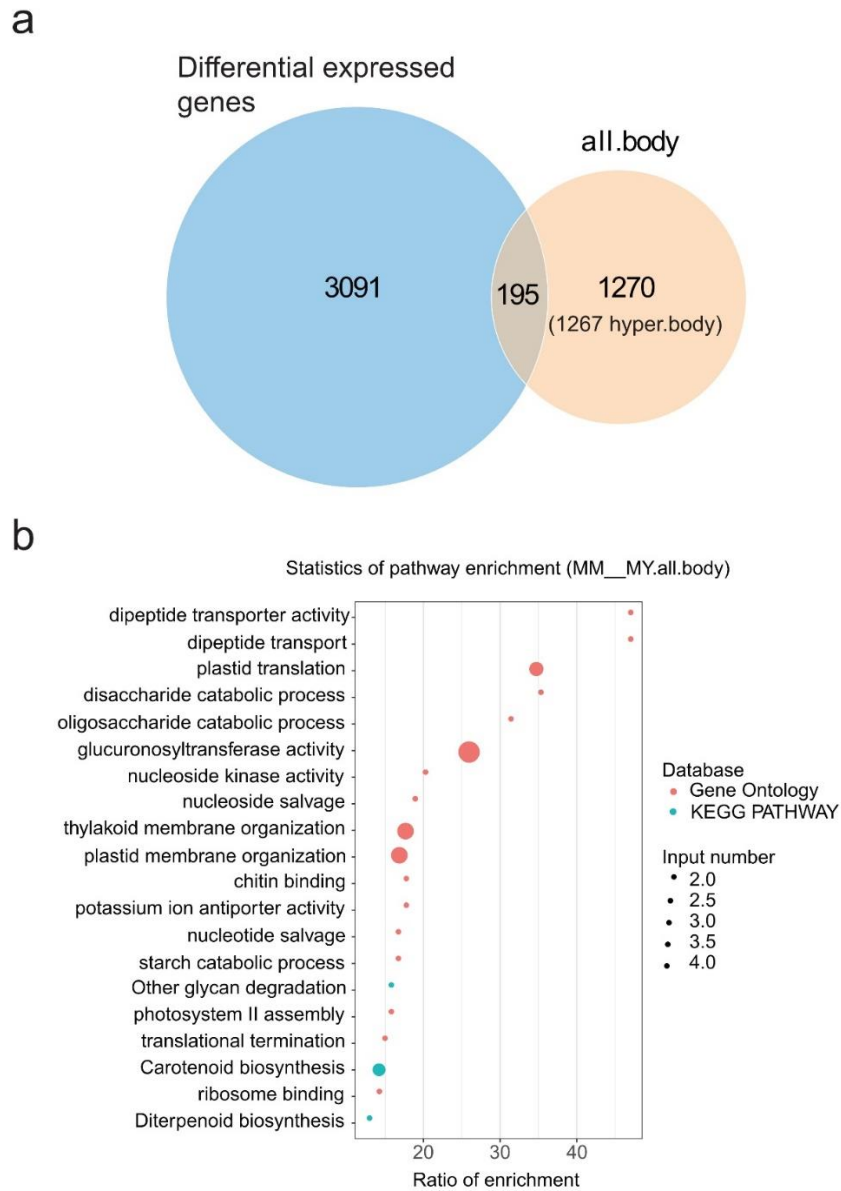 a
Differential expressed
genes
all.body
3091
195
1270
(1267 hyper.body)
b
Statistics of pathway enrichment (MM__MY.all.body)
dipeptide transporter activity
dipeptide transport
plastid translation
disaccharide catabolic process
oligosaccharide catabolic process
glucuronosyltransferase activity
nucleoside kinase activity
nucleoside salvage
thylakoid membrane organization
plastid membrane organization
chitin binding
potassium ion antiporter activity
nucleotide salvage
starch catabolic process
Other glycan degradation
photosystem II assembly
translational termination
Carotenoid biosynthesis
ribosome binding
Diterpenoid biosynthesis
20
30
40
Ratio of enrichment
Database
Gene Ontology
KEGG PATHWAY
Input number
2.0
2.5
3.0
3.5
4.0